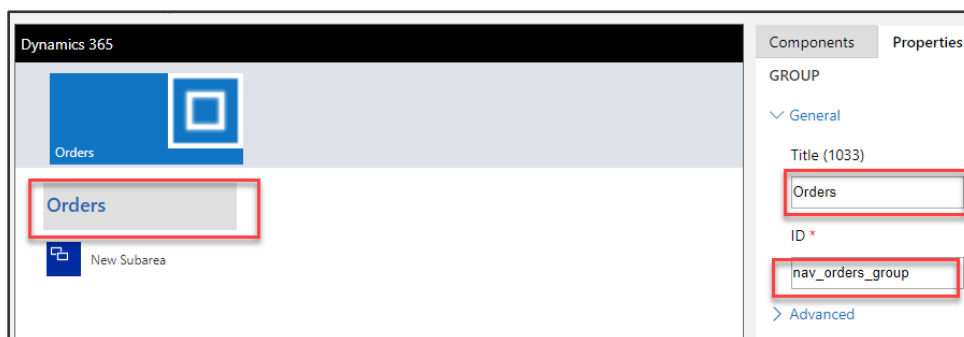 Dynamics 365
Orders
Orders
New Subarea
Components Properties
GROUP
General
Title (1033)
Orders
ID *
nav_orders_group
Advanced